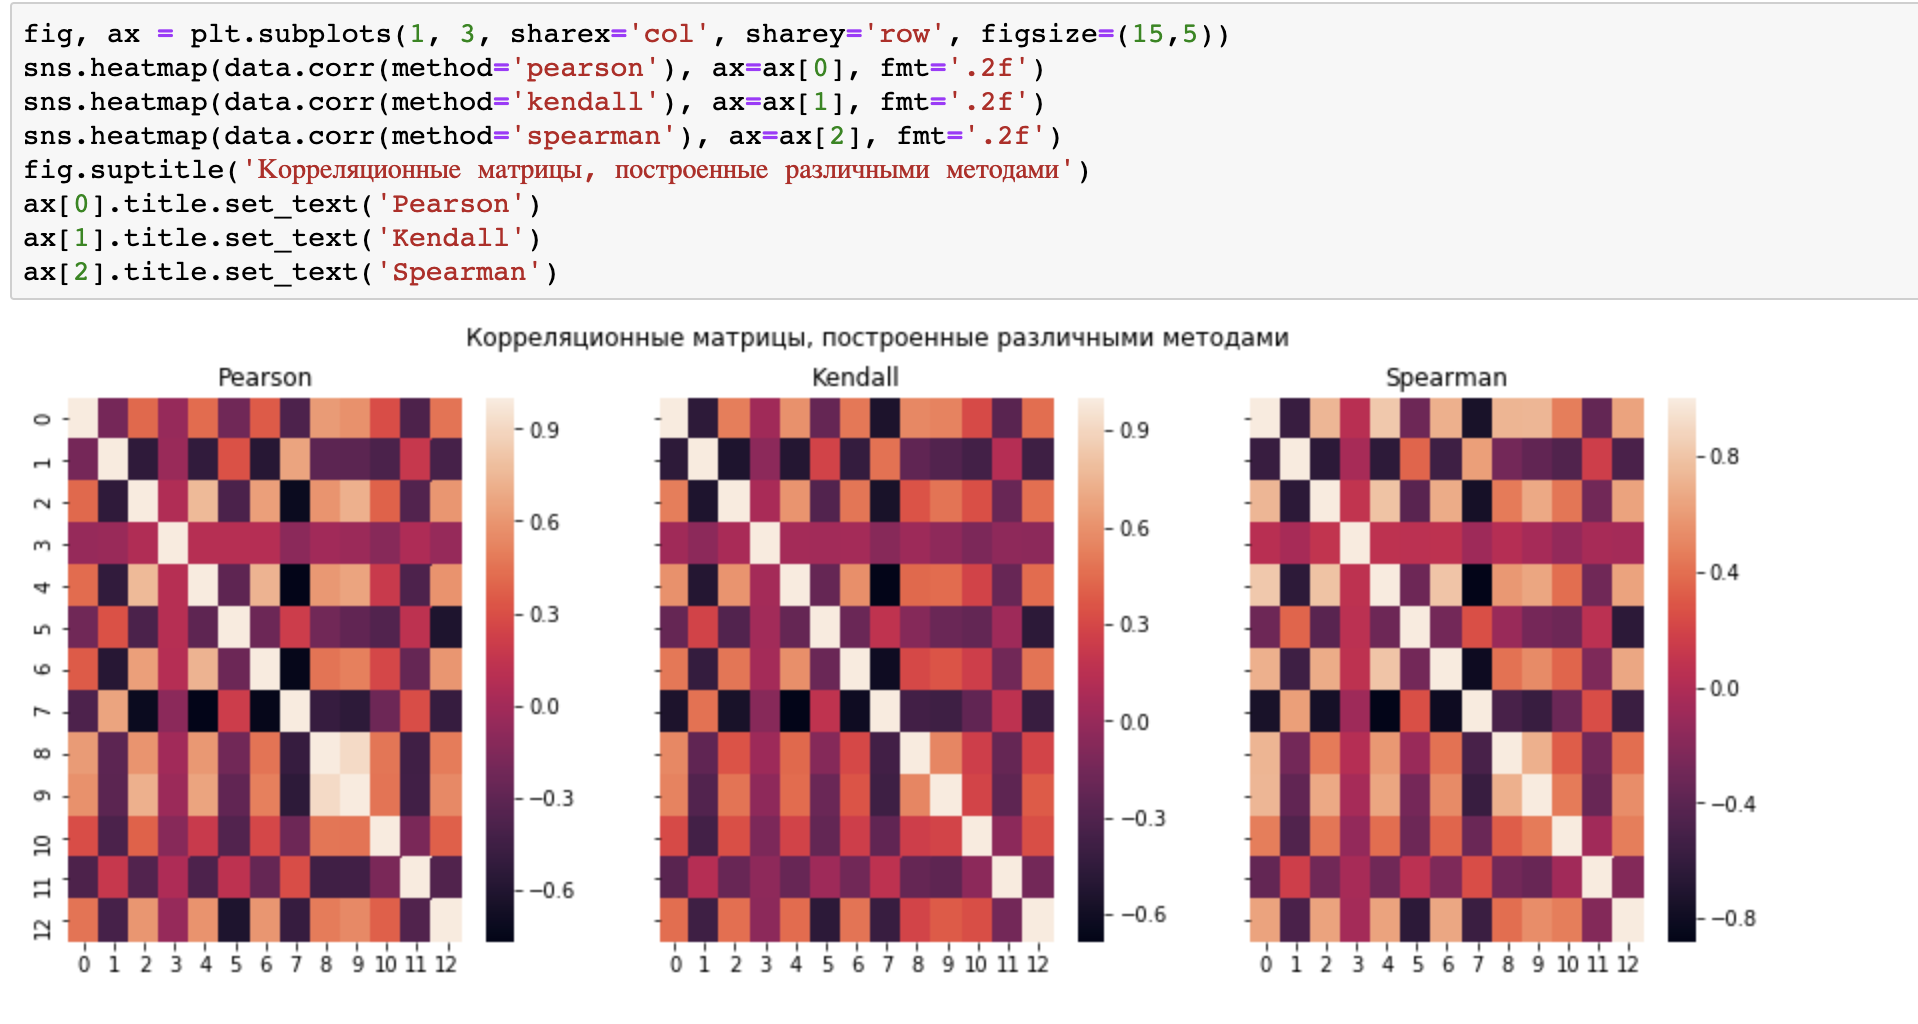 fig, ax = plt.subplots(1, 3, sharex='col', sharey='row', figsize=(15,5))
sns.heatmap(data.corr(method='pearson'), ax=ax[0], fmt='.2f')
sns.heatmap(data.corr(method='kendall'), ax=ax[1], fmt='.2f')
sns.heatmap(data.corr(method='spearman'), ax=ax[2], fmt='.2f')
fig.suptitle('Корреляционные матрицы, построенные различными методами')
ax[0].title.set_text('Pearson')
ax[1].title.set_text('Kendall')
ax[2].title.set_text('Spearman')
Корреляционные матрицы, построенные различными методами
Pearson
0
1
2
3
4
5
6
7
8
9
10
11
12
0 1 2 3 4 5 6 7 8 9 10 11 12
0.9
0.6
0.3
0.0
−0.3
−0.6
Kendall
0 1 2 3 4 5 6 7 8 9 10 11 12
0.9
0.6
0.3
0.0
−0.3
−0.6
Spearman
0 1 2 3 4 5 6 7 8 9 10 11 12
0.8
0.4
0.0
−0.4
−0.8